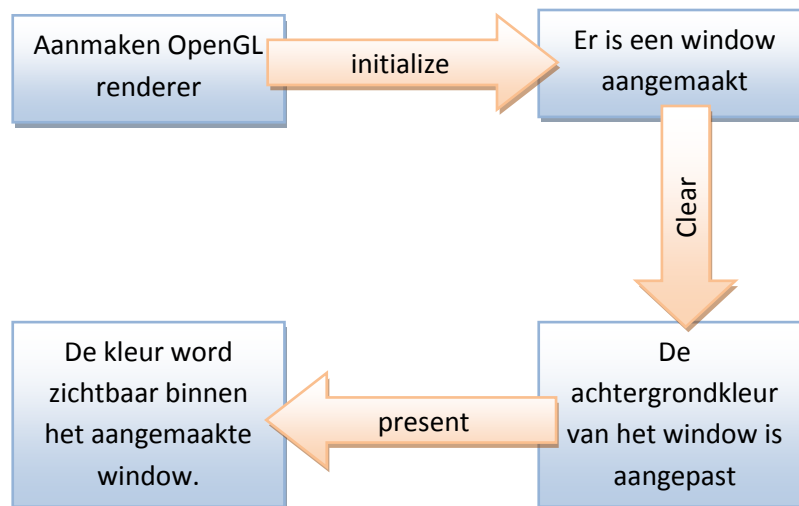 Aanmaken OpenGL
renderer
initialize
Er is een window
aangemaakt
Clear
De
achtergrondkleur
van het window is
aangepast
present
De kleur word
zichtbaar binnen
het aangemaakte
window.